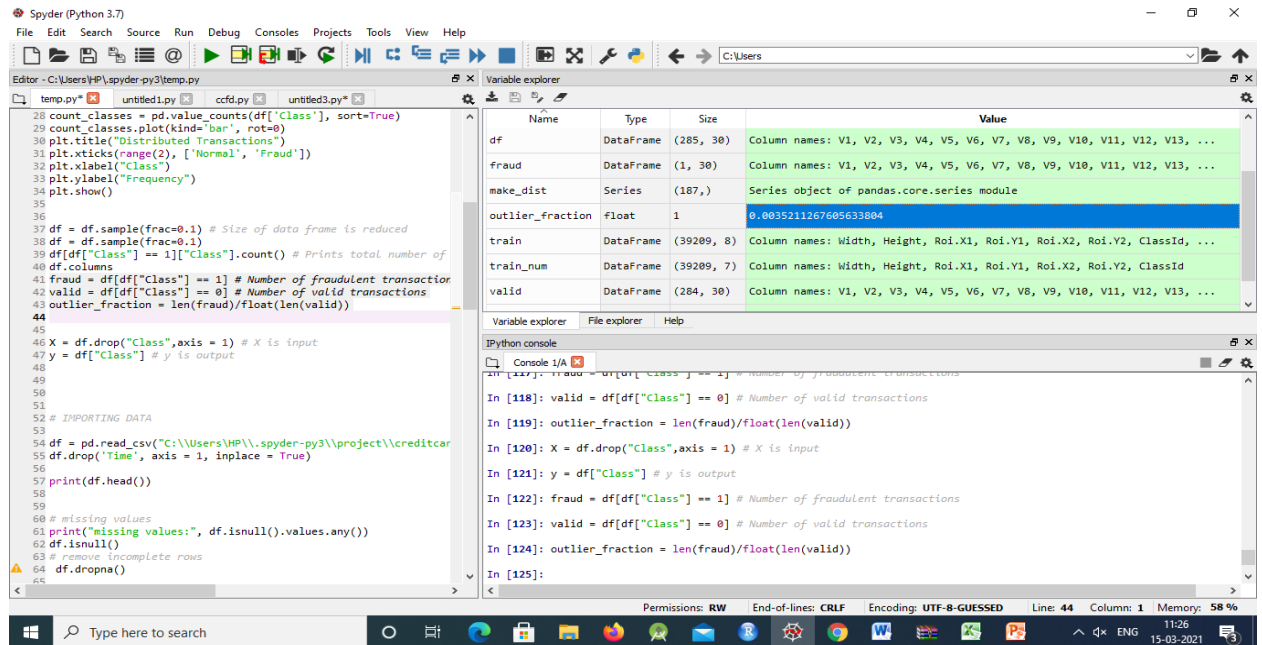 Spyder (Python 3.7)
File Edit Search Source Run Debug Consoles Projects Tools View Help
C:\Users
Editor - C:\Users\HP\.spyder-py3\temp.py
temp.py* untitled1.py ccfd.py untitled3.py*
28 count_classes = pd.value_counts(df['Class'], sort=True)
29 count_classes.plot(kind='bar', rot=0)
30 plt.title("Distributed Transactions")
31 plt.xticks(range(2), ['Normal', 'Fraud'])
32 plt.xlabel("Class")
33 plt.ylabel("Frequency")
34 plt.show()
35
36
37 df = df.sample(frac=0.1) # Size of data frame is reduced
38 df = df.sample(frac=0.1)
39 df[df["Class"] == 1]["Class"].count() # Prints total number of
40 df.columns
41 fraud = df[df["Class"] == 1] # Number of fraudulent transaction
42 valid = df[df["Class"] == 0] # Number of valid transactions
43 outlier_fraction = len(fraud)/float(len(valid))
44
45
46 X = df.drop("Class",axis = 1) # X is input
47 y = df["Class"] # y is output
48
49
50
51
52 # IMPORTING DATA
53
54 df = pd.read_csv("C:\\Users\HP\\.spyder-py3\\project\\creditcar
55 df.drop('Time', axis = 1, inplace = True)
56
57 print(df.head())
58
59
60 # missing values
61 print("missing values:", df.isnull().values.any())
62 df.isnull()
63 # remove incomplete rows
64 df.dropna()
65
Variable explorer
Name Type Size Value
df DataFrame (285, 30) Column names: V1, V2, V3, V4, V5, V6, V7, V8, V9, V10, V11, V12, V13, ...
fraud DataFrame (1, 30) Column names: V1, V2, V3, V4, V5, V6, V7, V8, V9, V10, V11, V12, V13, ...
make_dist Series (187,) Series object of pandas.core.series module
outlier_fraction float 1 0.0035211267605633804
train DataFrame (39209, 8) Column names: Width, Height, Roi.X1, Roi.Y1, Roi.X2, Roi.Y2, ClassId, ...
train_num DataFrame (39209, 7) Column names: Width, Height, Roi.X1, Roi.Y1, Roi.X2, Roi.Y2, ClassId
valid DataFrame (284, 30) Column names: V1, V2, V3, V4, V5, V6, V7, V8, V9, V10, V11, V12, V13, ...
Variable explorer File explorer Help
IPython console
Console 1/A
In [117]: fraud = df[df["Class"] == 1] # Number of fraudulent transactions
In [118]: valid = df[df["Class"] == 0] # Number of valid transactions
In [119]: outlier_fraction = len(fraud)/float(len(valid))
In [120]: X = df.drop("Class",axis = 1) # X is input
In [121]: y = df["Class"] # y is output
In [122]: fraud = df[df["Class"] == 1] # Number of fraudulent transactions
In [123]: valid = df[df["Class"] == 0] # Number of valid transactions
In [124]: outlier_fraction = len(fraud)/float(len(valid))
In [125]:
Permissions: RW End-of-lines: CRLF Encoding: UTF-8-GUESSED Line: 44 Column: 1 Memory: 58 %
Type here to search
ENG
11:26
15-03-2021
3